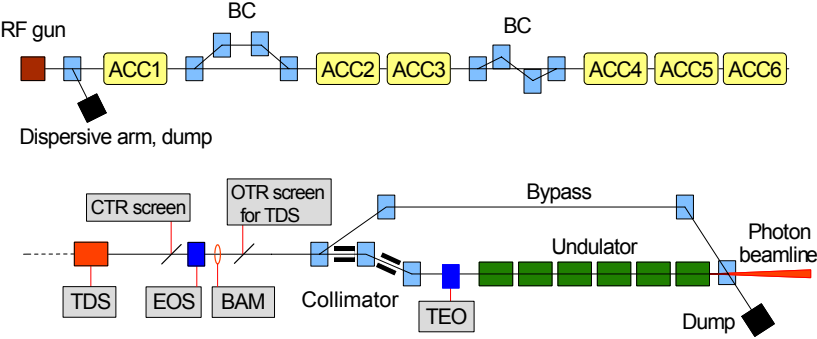 BC
BC
RF gun
ACC1
ACC2
ACC3
ACC4
ACC5
ACC6
Dispersive arm, dump
CTR screen
OTR screen
for TDS
Bypass
Photon
beamline
Undulator
TDS
EOS
BAM
Collimator
TEO
Dump